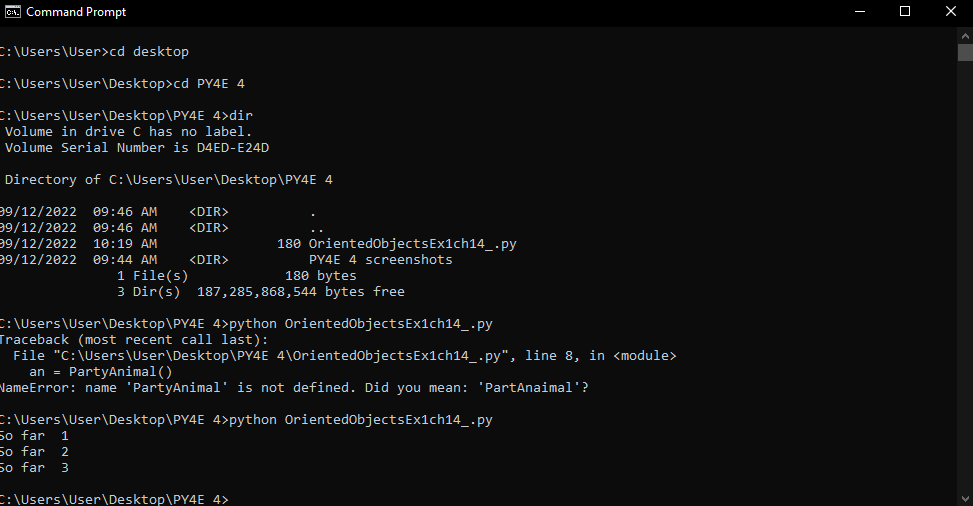 Command Prompt
C:\Users\User>cd desktop
C:\Users\User\Desktop>cd PY4E 4
C:\Users\User\Desktop\PY4E 4>dir
Volume in drive C has no label.
Volume Serial Number is D4ED-E24D
Directory of C:\Users\User\Desktop\PY4E 4
09/12/2022  09:46 AM    <DIR>          .
09/12/2022  09:46 AM    <DIR>          ..
09/12/2022  10:19 AM               180 OrientedObjectsEx1ch14_.py
09/12/2022  09:44 AM    <DIR>          PY4E 4 screenshots
1 File(s)            180 bytes
3 Dir(s)  187,285,868,544 bytes free
C:\Users\User\Desktop\PY4E 4>python OrientedObjectsEx1ch14_.py
Traceback (most recent call last):
File "C:\Users\User\Desktop\PY4E 4\OrientedObjectsEx1ch14_.py", line 8, in <module>
an = PartyAnimal()
NameError: name 'PartyAnimal' is not defined. Did you mean: 'PartAnaimal'?
C:\Users\User\Desktop\PY4E 4>python OrientedObjectsEx1ch14_.py
So far  1
So far  2
So far  3
C:\Users\User\Desktop\PY4E 4>